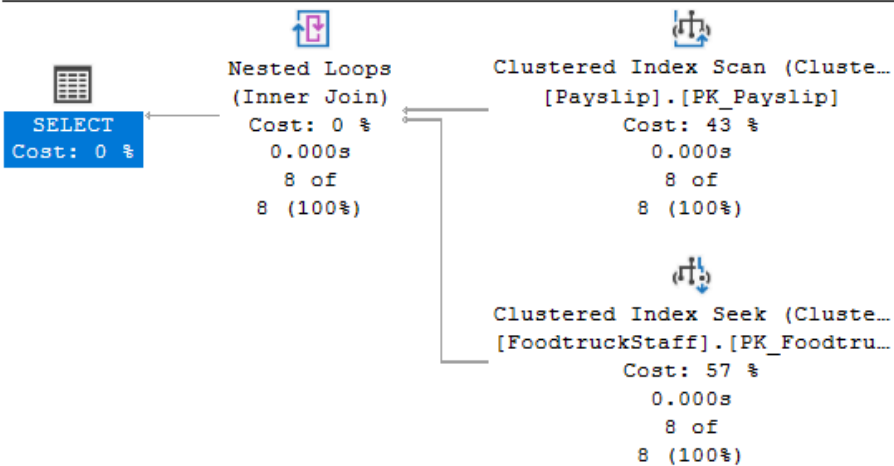 SELECT
Cost: 0 %
Nested Loops
(Inner Join)
Cost: 0 %
0.000s
8 of
8 (100%)
Clustered Index Scan (Cluste…
[Payslip].[PK_Payslip]
Cost: 43 %
0.000s
8 of
8 (100%)
Clustered Index Seek (Cluste…
[FoodtruckStaff].[PK_Foodtru…
Cost: 57 %
0.000s
8 of
8 (100%)